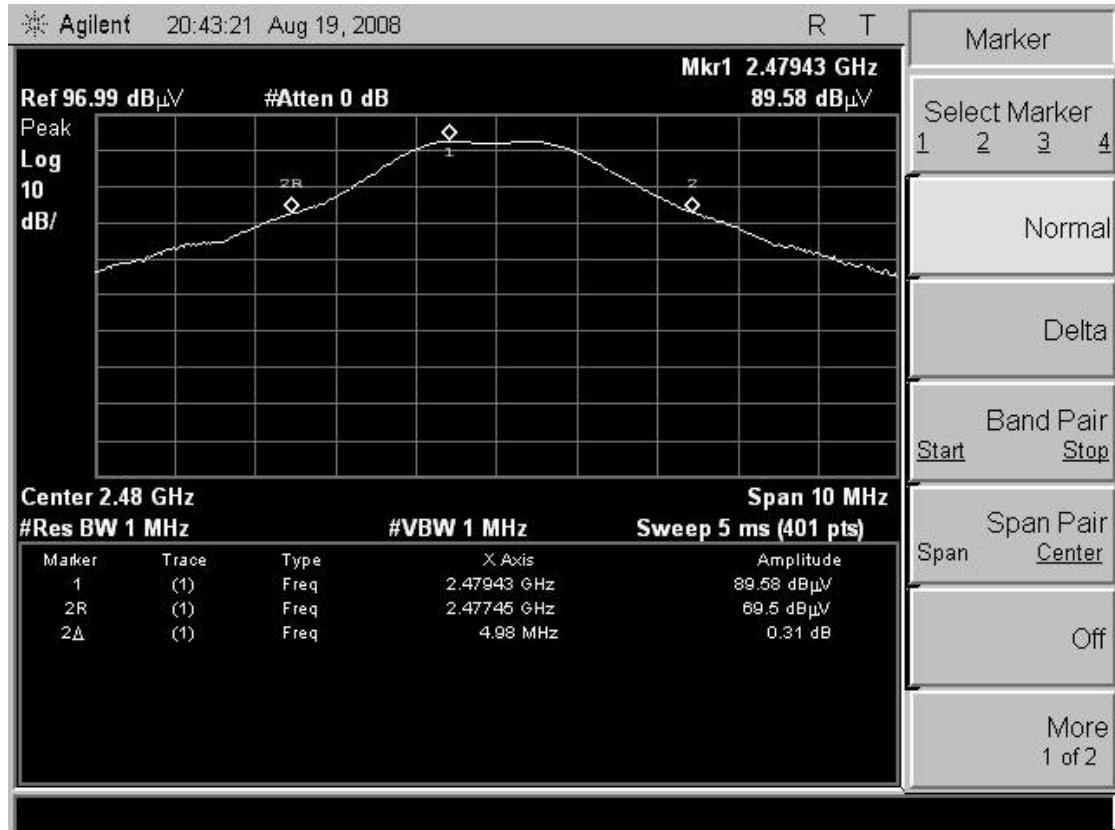 Agilent 20:43:21 Aug 19, 2008 R T
Mkr1 2.47943 GHz
Ref 96.99 dBμV #Atten 0 dB 89.58 dBμV
Peak
Log
10
dB/
1
2R
2
Center 2.48 GHz Span 10 MHz
#Res BW 1 MHz #VBW 1 MHz Sweep 5 ms (401 pts)
Marker Trace Type X Axis Amplitude
1 (1) Freq 2.47943 GHz 89.58 dBμV
2R (1) Freq 2.47745 GHz 69.5 dBμV
2Δ (1) Freq 4.98 MHz 0.31 dB
Marker
Select Marker
1 2 3 4
Normal
Delta
Band Pair
Start Stop
Span Pair
Span Center
Off
More
1 of 2